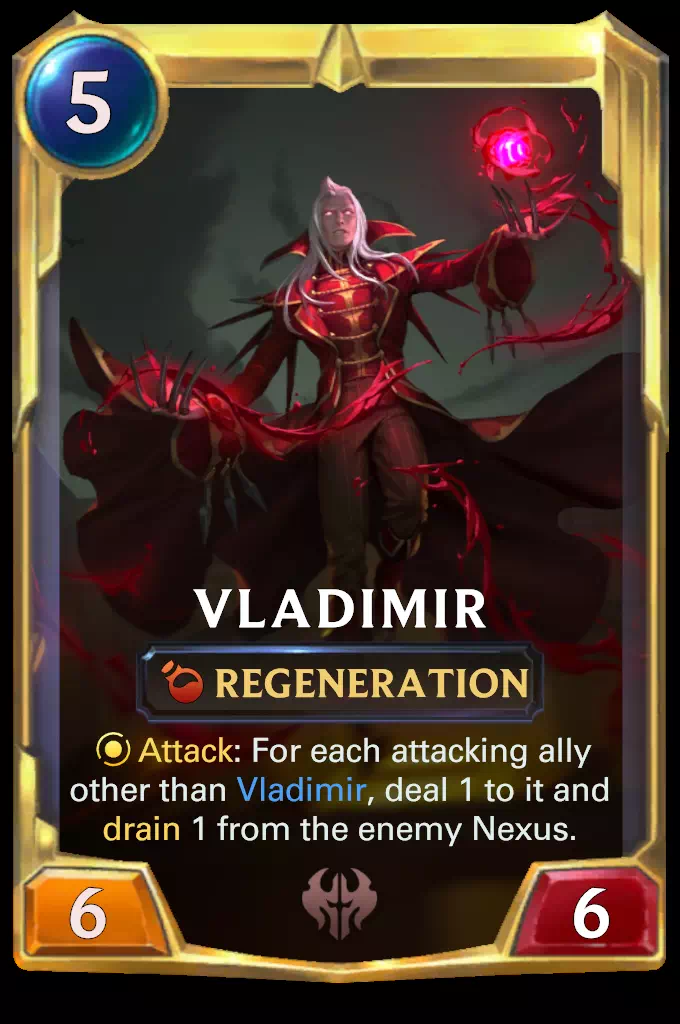 5
VLADIMIR
REGENERATION
Attack: For each attacking ally
other than Vladimir, deal 1 to it and
drain 1 from the enemy Nexus.
6
6